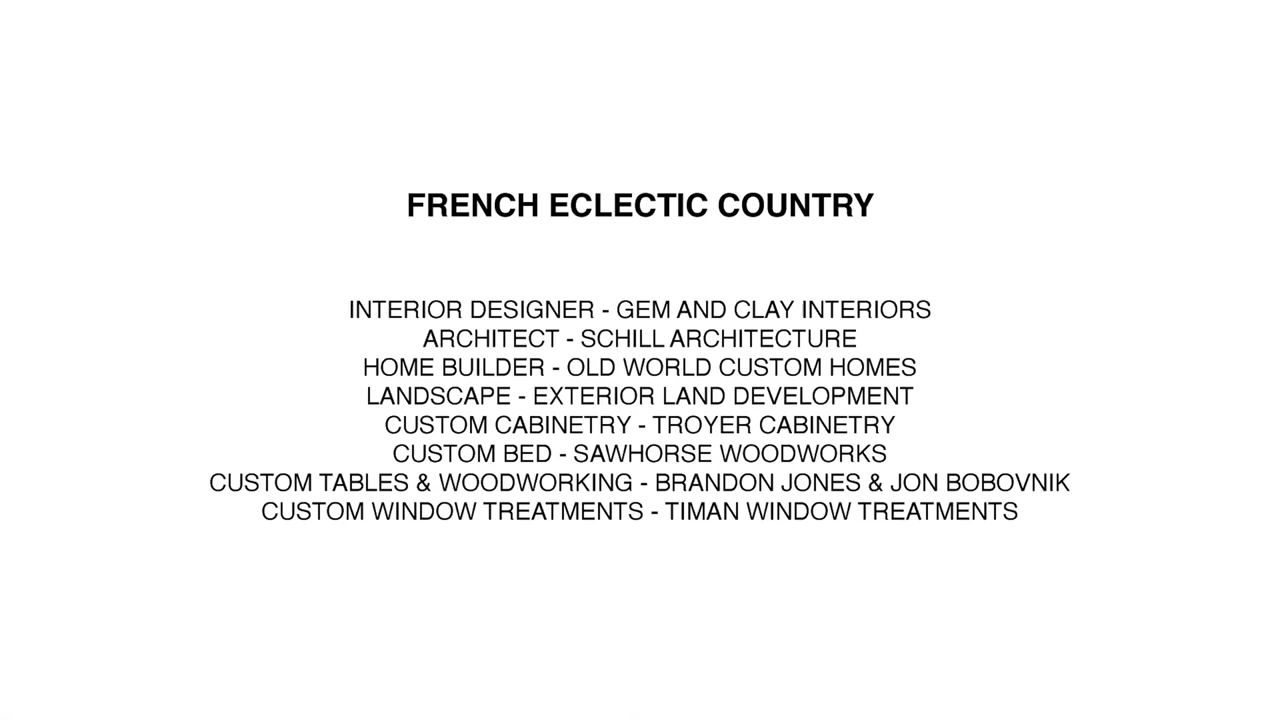 FRENCH ECLECTIC COUNTRY
INTERIOR DESIGNER - GEM AND CLAY INTERIORS
ARCHITECT - SCHILL ARCHITECTURE
HOME BUILDER - OLD WORLD CUSTOM HOMES
LANDSCAPE - EXTERIOR LAND DEVELOPMENT
CUSTOM CABINETRY - TROYER CABINETRY
CUSTOM BED - SAWHORSE WOODWORKS
CUSTOM TABLES & WOODWORKING - BRANDON JONES & JON BOBOVNIK
CUSTOM WINDOW TREATMENTS - TIMAN WINDOW TREATMENTS